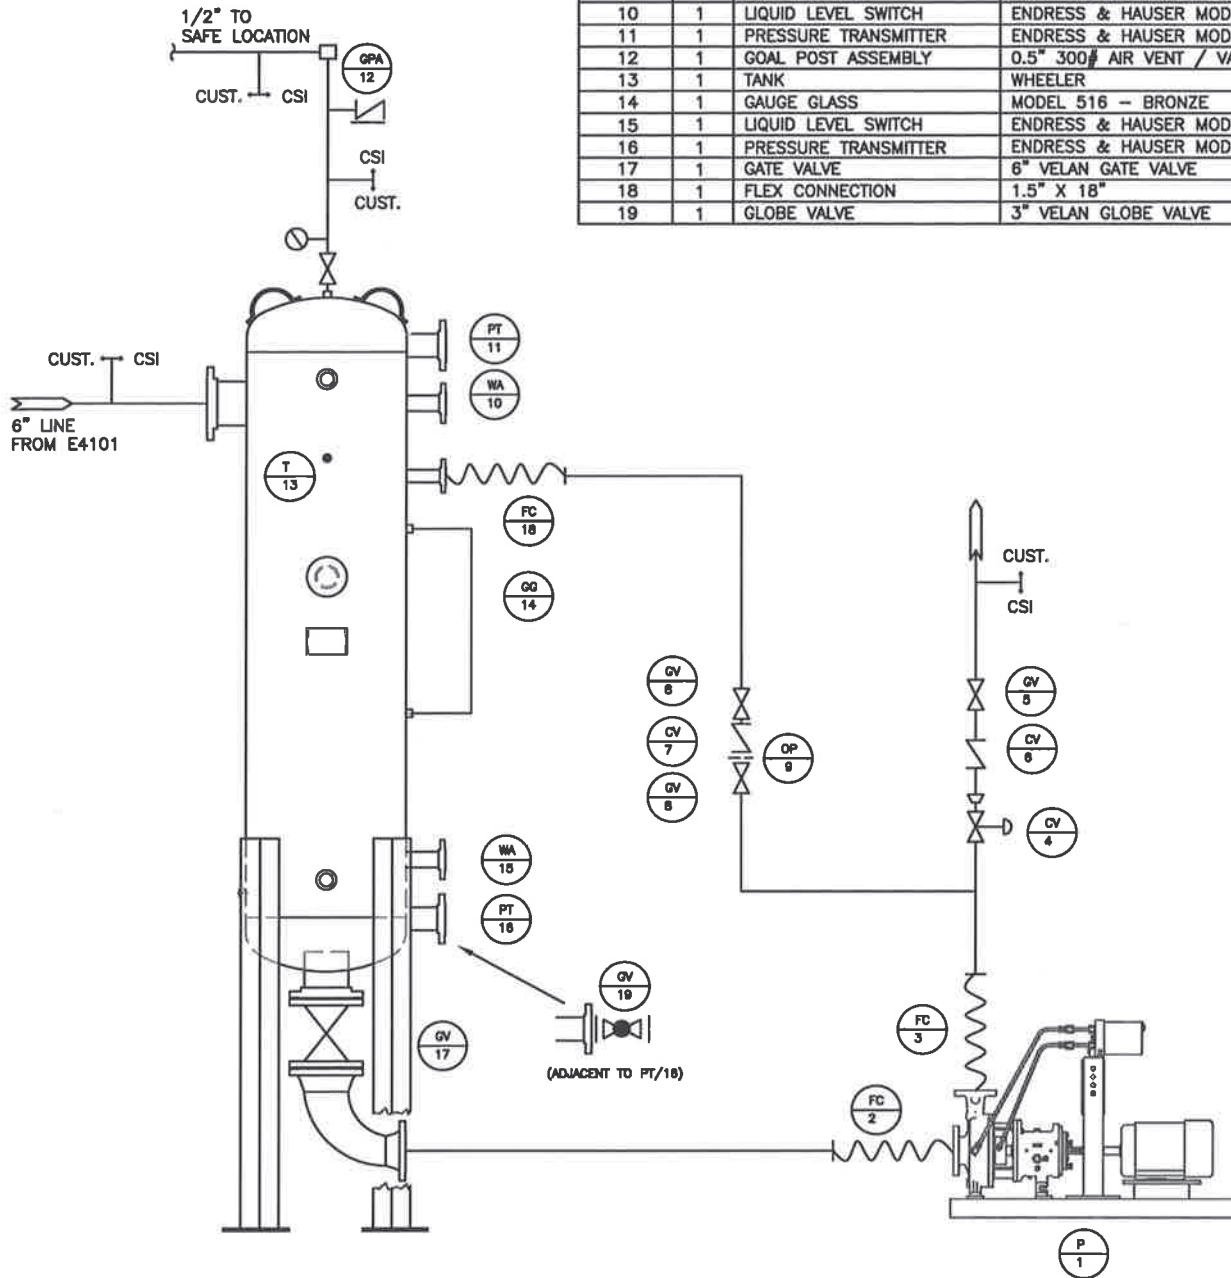 10 1 LIQUID LEVEL SWITCH ENDRESS & HAUSER MOD
11 1 PRESSURE TRANSMITTER ENDRESS & HAUSER MOD
12 1 GOAL POST ASSEMBLY 0.5" 300# AIR VENT / VA
13 1 TANK WHEELER
14 1 GAUGE GLASS MODEL 516 - BRONZE
15 1 LIQUID LEVEL SWITCH ENDRESS & HAUSER MOD
16 1 PRESSURE TRANSMITTER ENDRESS & HAUSER MOD
17 1 GATE VALVE 6" VELAN GATE VALVE
18 1 FLEX CONNECTION 1.5" X 18"
19 1 GLOBE VALVE 3" VELAN GLOBE VALVE
1/2" TO
SAFE LOCATION
GPA
12
CUST. CSI
CSI
CUST.
PT
11
CUST. CSI
WA
10
6" LINE
FROM E4101
T
13
FC
18
GG
14
CUST.
CSI
GV
6
GV
5
CV
7
OP
9
CV
6
GV
8
CV
4
WA
15
PT
16
GV
19
FC
3
GV
17
(ADJACENT TO PT/16)
FC
2
P
1